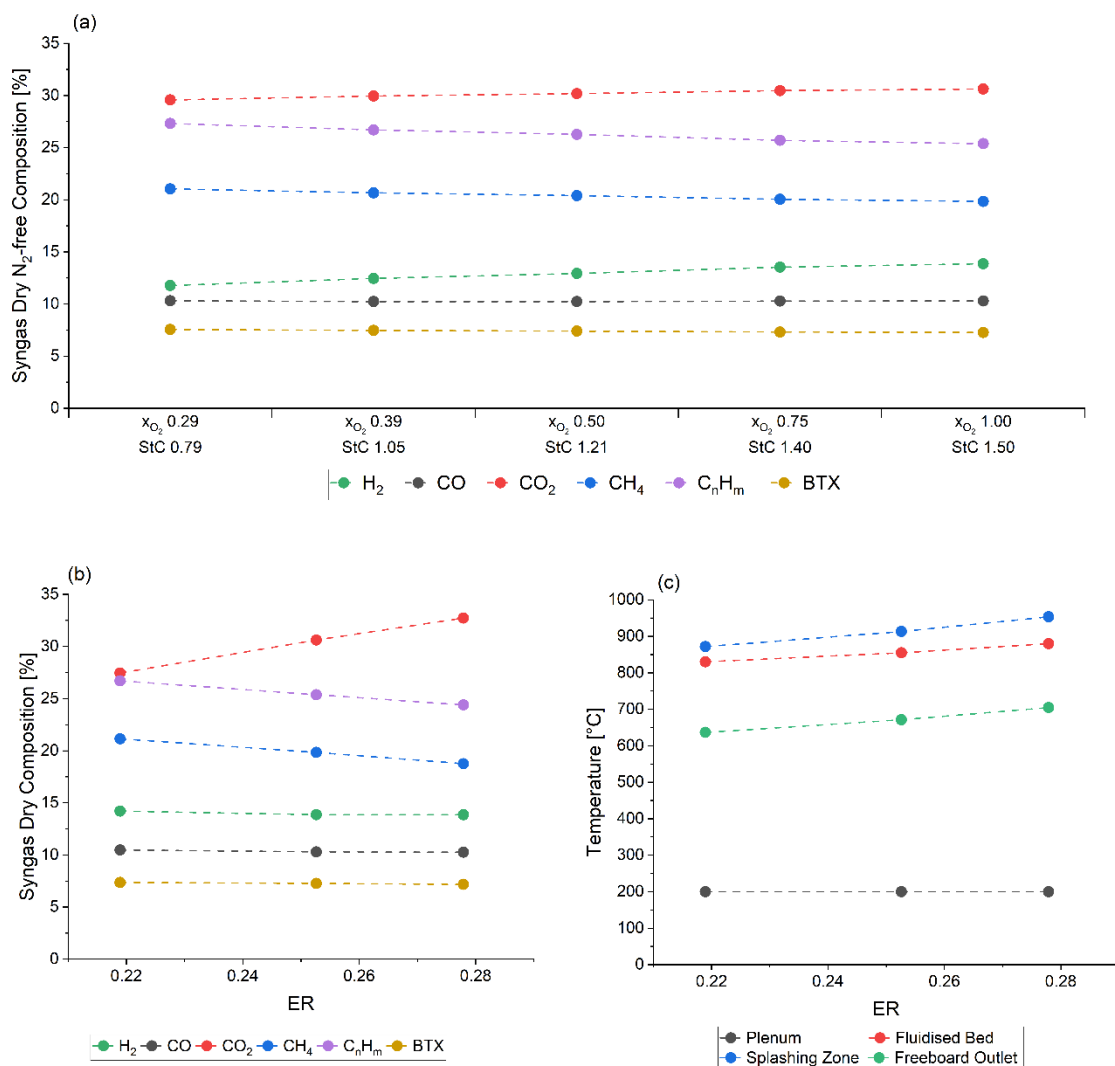 (a)
Syngas Dry N₂-free Composition [%]
35
30
25
20
15
10
5
0
x_O₂ 0.29 x_O₂ 0.39 x_O₂ 0.50 x_O₂ 0.75 x_O₂ 1.00
StC 0.79 StC 1.05 StC 1.21 StC 1.40 StC 1.50
H₂ CO CO₂ CH₄ CₙHₘ BTX
(b)
Syngas Dry Composition [%]
35
30
25
20
15
10
5
0
0.22 0.24 0.26 0.28
ER
H₂ CO CO₂ CH₄ CₙHₘ BTX
(c)
Temperature [°C]
1000
900
800
700
600
500
400
300
200
100
0
0.22 0.24 0.26 0.28
ER
Plenum Fluidised Bed
Splashing Zone Freeboard Outlet